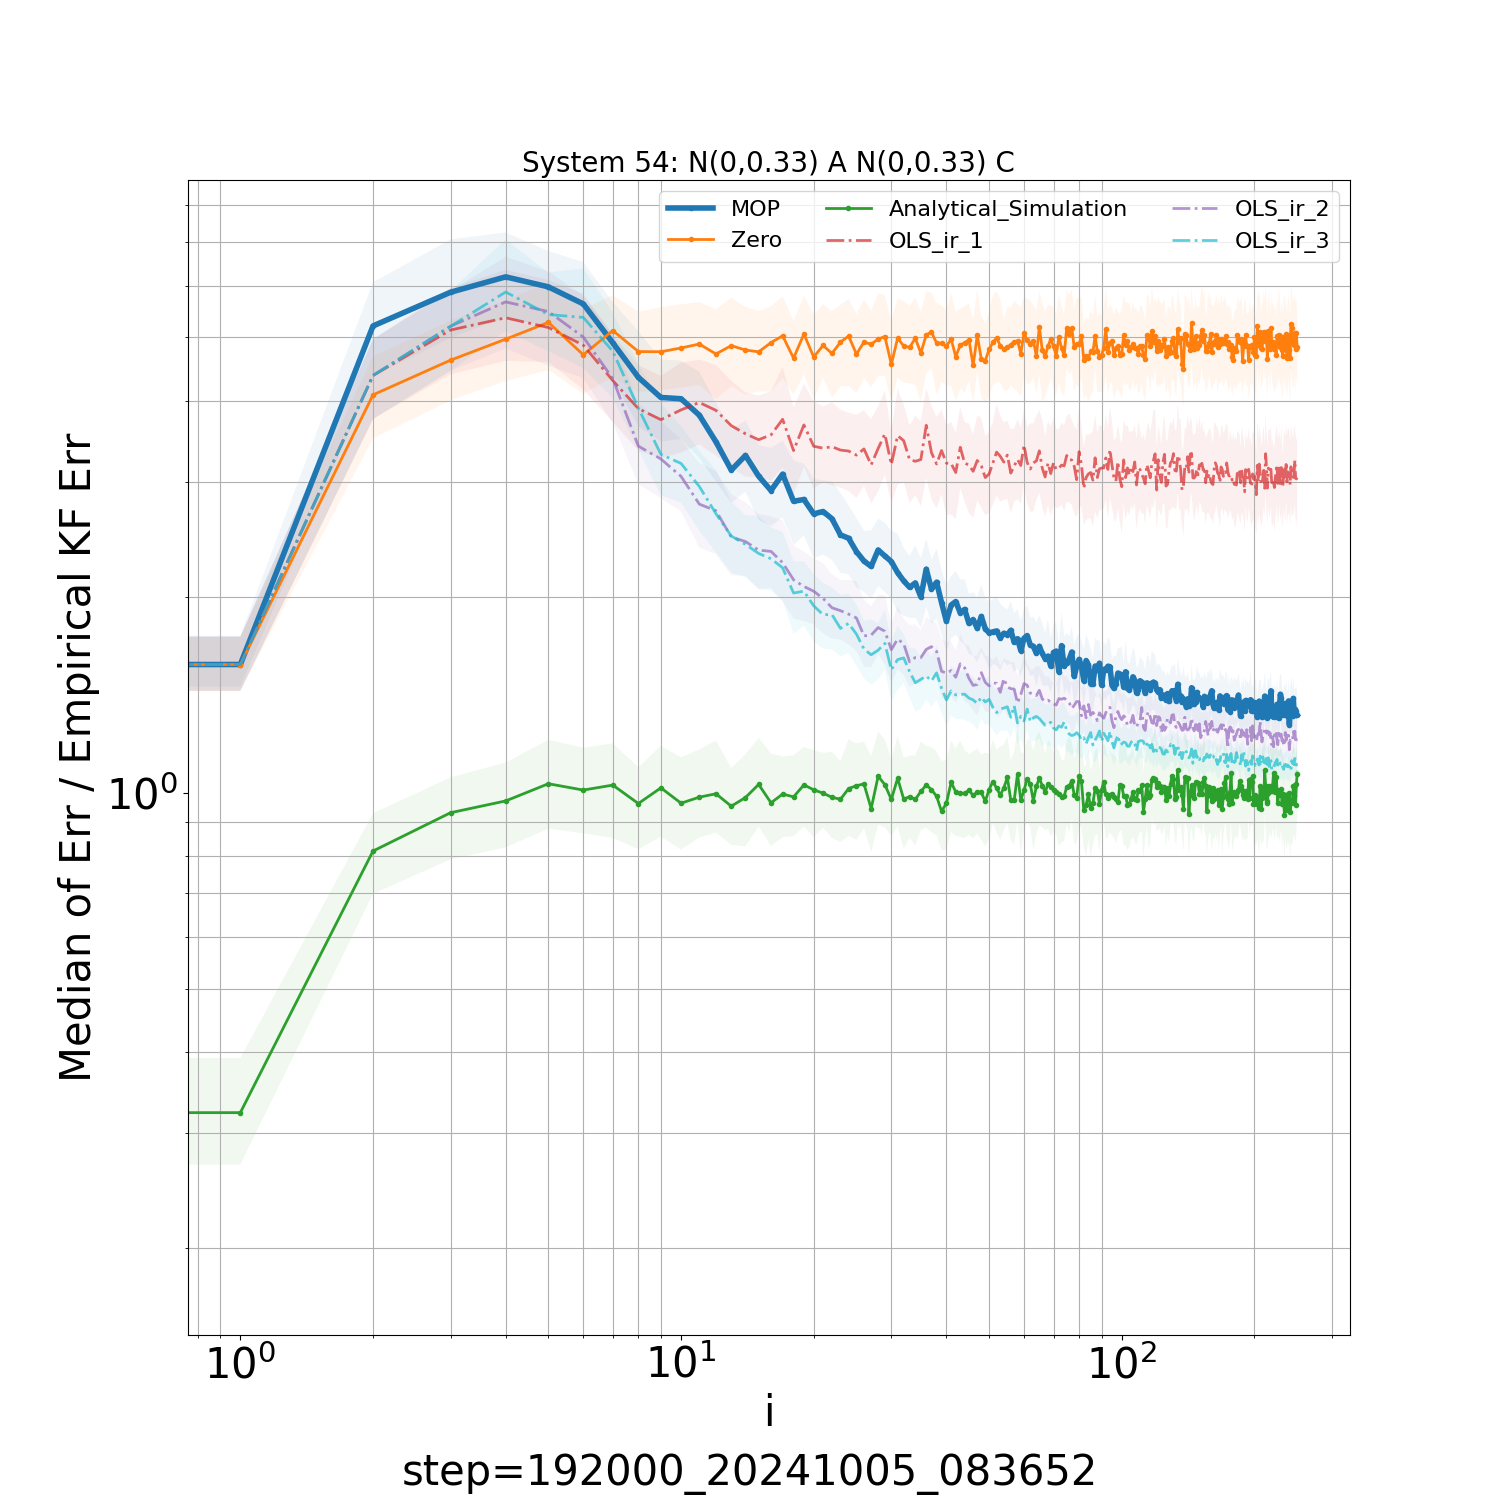 System 54: N(0,0.33) A N(0,0.33) C
MOP
Zero
Analytical_Simulation
OLS_ir_1
OLS_ir_2
OLS_ir_3
Median of Err / Empirical KF Err
10⁰
10⁰
10¹
10²
i
step=192000_20241005_083652